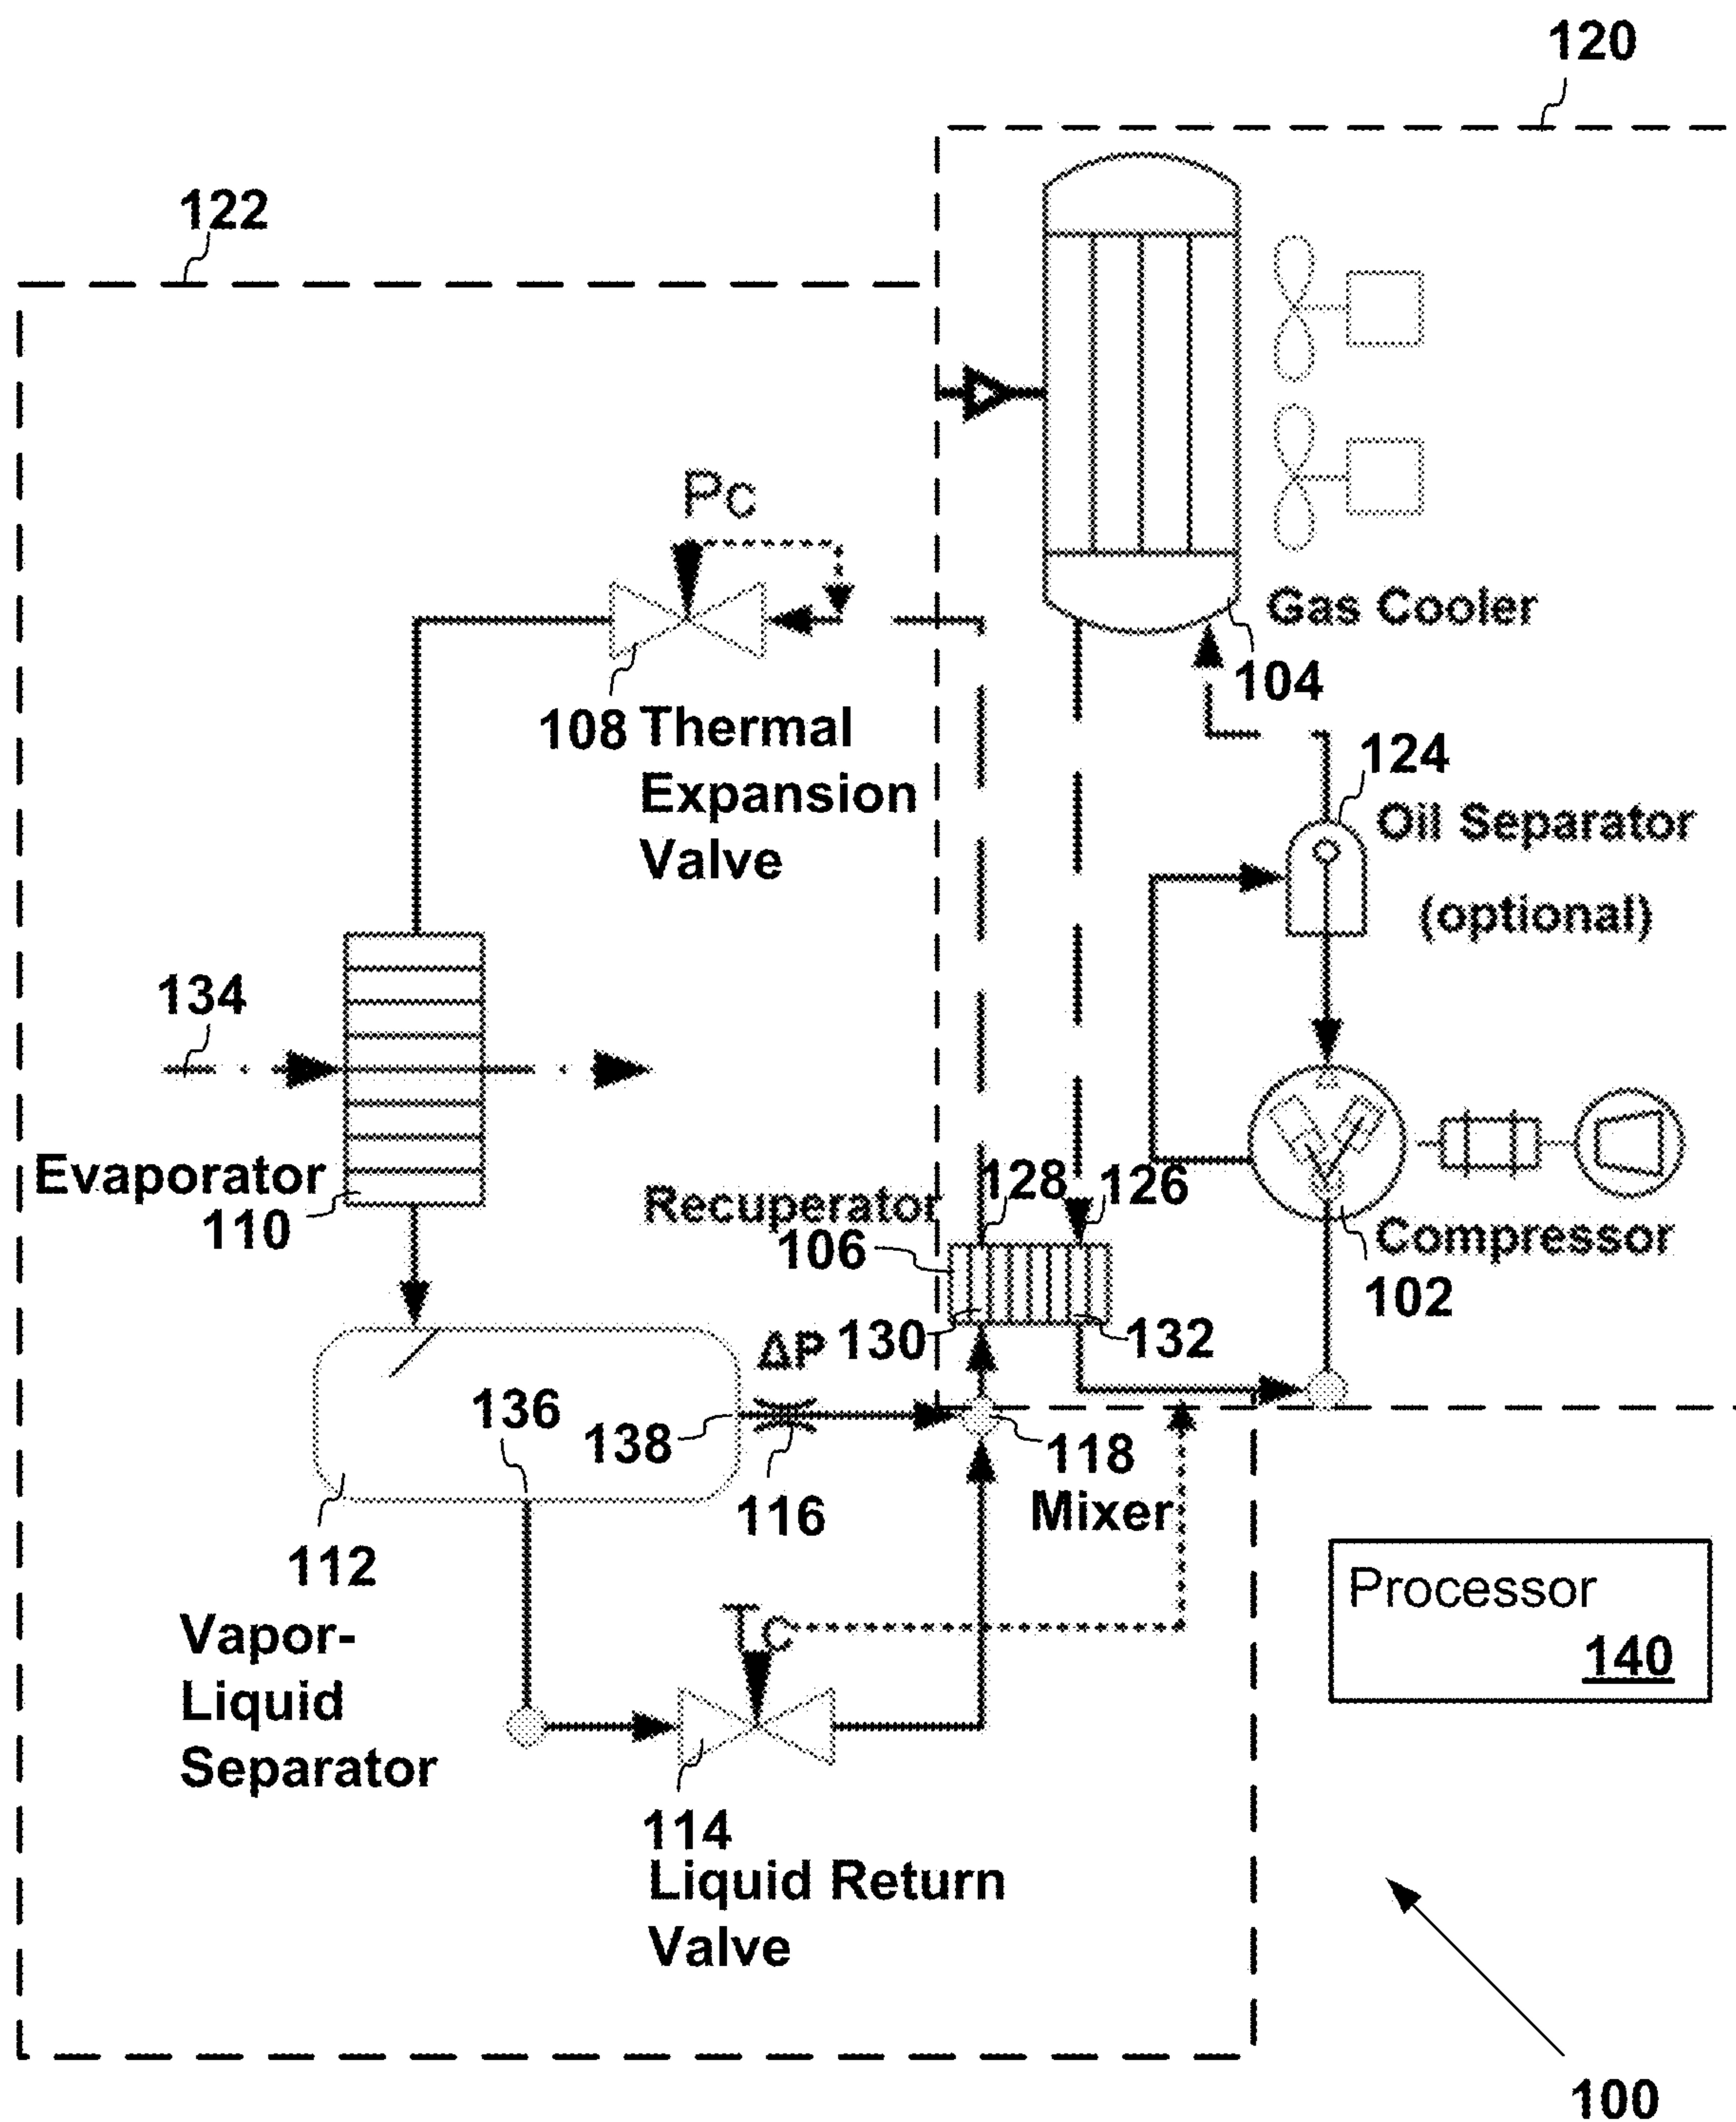 120
122
Pc
Gas Cooler
104
108 Thermal
Expansion
Valve
124
Oil Separator
(optional)
134
Evaporator
110
Recuperator
106
128
126
Compressor
102
130
132
ΔP
136
138
118
Mixer
116
112
Vapor-
Liquid
Separator
TC
Processor
140
114
Liquid Return
Valve
100